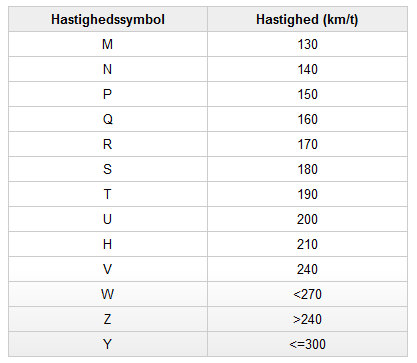 Hastighedssymbol Hastighed (km/t)
M 130
N 140
P 150
Q 160
R 170
S 180
T 190
U 200
H 210
V 240
W <270
Z >240
Y <=300